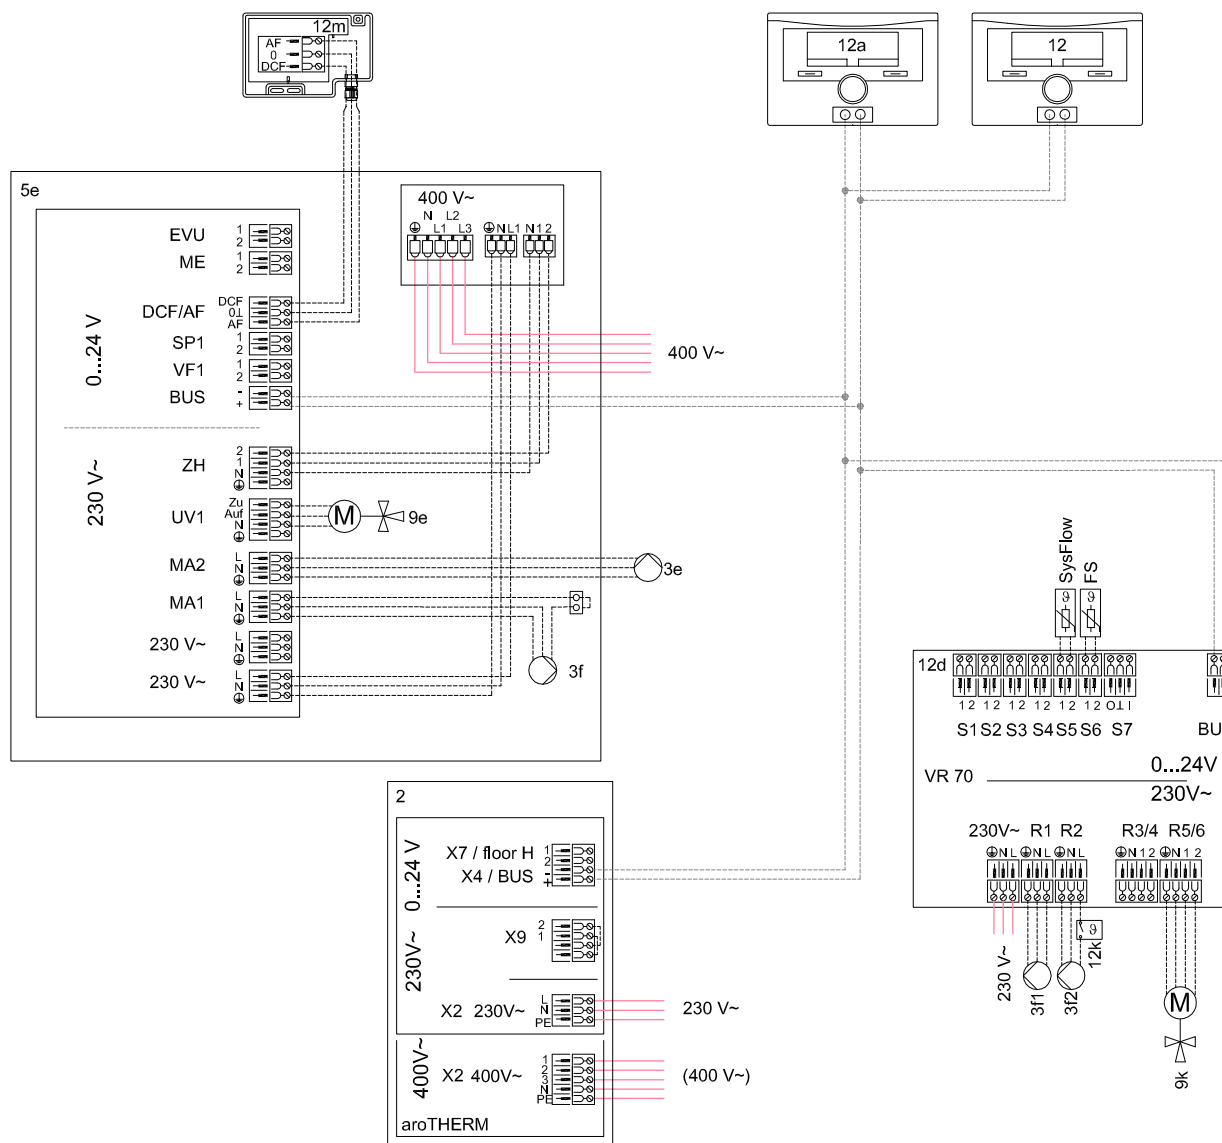 12m
AF
0
DCF
12a
12
5e
400 V~
N L2
L1 L3
N L1
N 1 2
EVU 1
2
ME 1
2
DCF/AF DCF
0⊥
AF
SP1 1
2
VF1 1
2
BUS -
+
0...24 V
400 V~
230 V~
ZH 2
1
N
UV1 Zu
Auf
N
M
9e
MA2 L
N
3e
MA1 L
N
3f
230 V~ L
N
230 V~ L
N
SysFlow
FS
ϑ
ϑ
12d
1 2 1 2 1 2 1 2 1 2 1 2 O⊥I
S1 S2 S3 S4 S5 S6 S7 BU
0...24V
VR 70
230V~
230V~ R1 R2 R3/4 R5/6
N L N L N L N 1 2 N 1 2
230 V~
3f1
3f2
ϑ
12k
M
9k
2
0...24 V
X7 / floor H 1
2
X4 / BUS -
+
230V~
X9 2
1
X2 230V~ L
N
PE
230 V~
400V~
X2 400V~ 1
2
3
N
PE
(400 V~)
aroTHERM